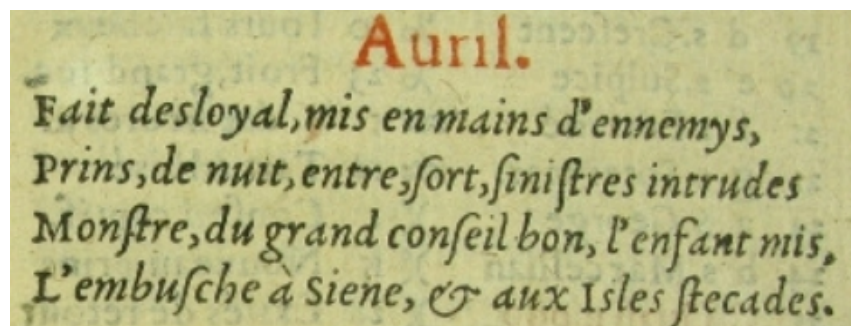 Auril.
Fait desloyal, mis en mains d'ennemys,
Prins, de nuit, entre, ſort, ſiniſtres intrudes
Monſtre, du grand conſeil bon, l'enfant mis,
L'embuſche à Siene, & aux Isles ſtecades.